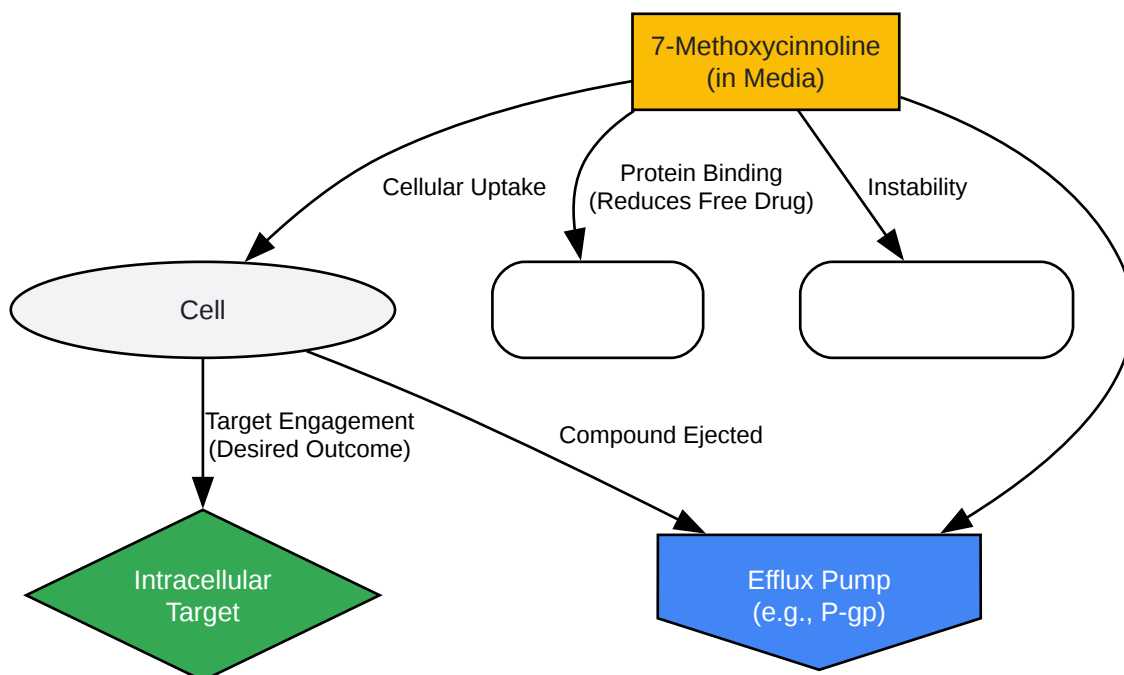 7-Methoxycinnoline
(in Media)
Cellular Uptake
Protein Binding
(Reduces Free Drug)
Instability
Cell
Target Engagement
(Desired Outcome)
Compound Ejected
Intracellular
Target
Efflux Pump
(e.g., P-gp)